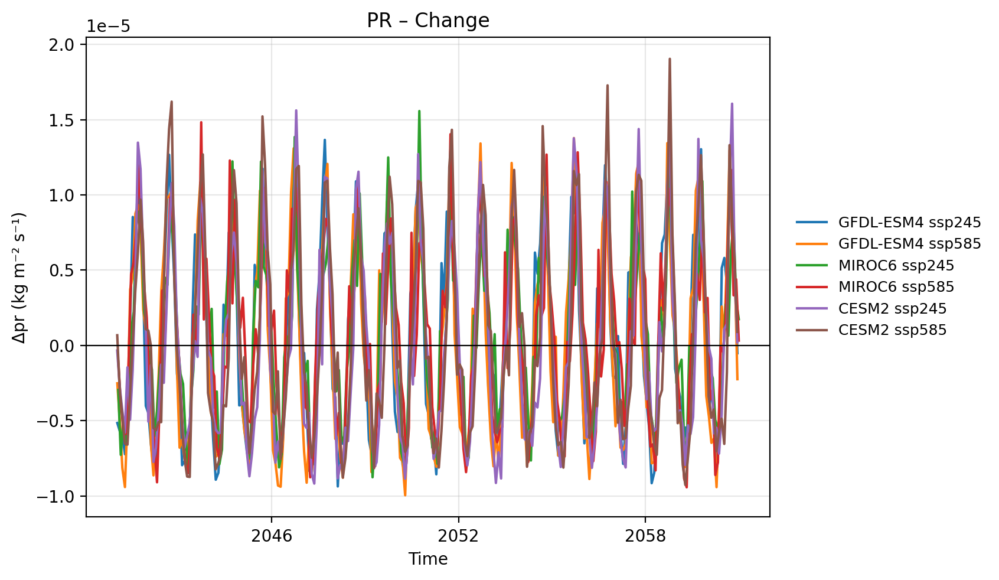 PR – Change
1e−5
2.0
1.5
1.0
0.5
0.0
−0.5
−1.0
Δpr (kg m⁻² s⁻¹)
2046
2052
2058
Time
GFDL-ESM4 ssp245
GFDL-ESM4 ssp585
MIROC6 ssp245
MIROC6 ssp585
CESM2 ssp245
CESM2 ssp585